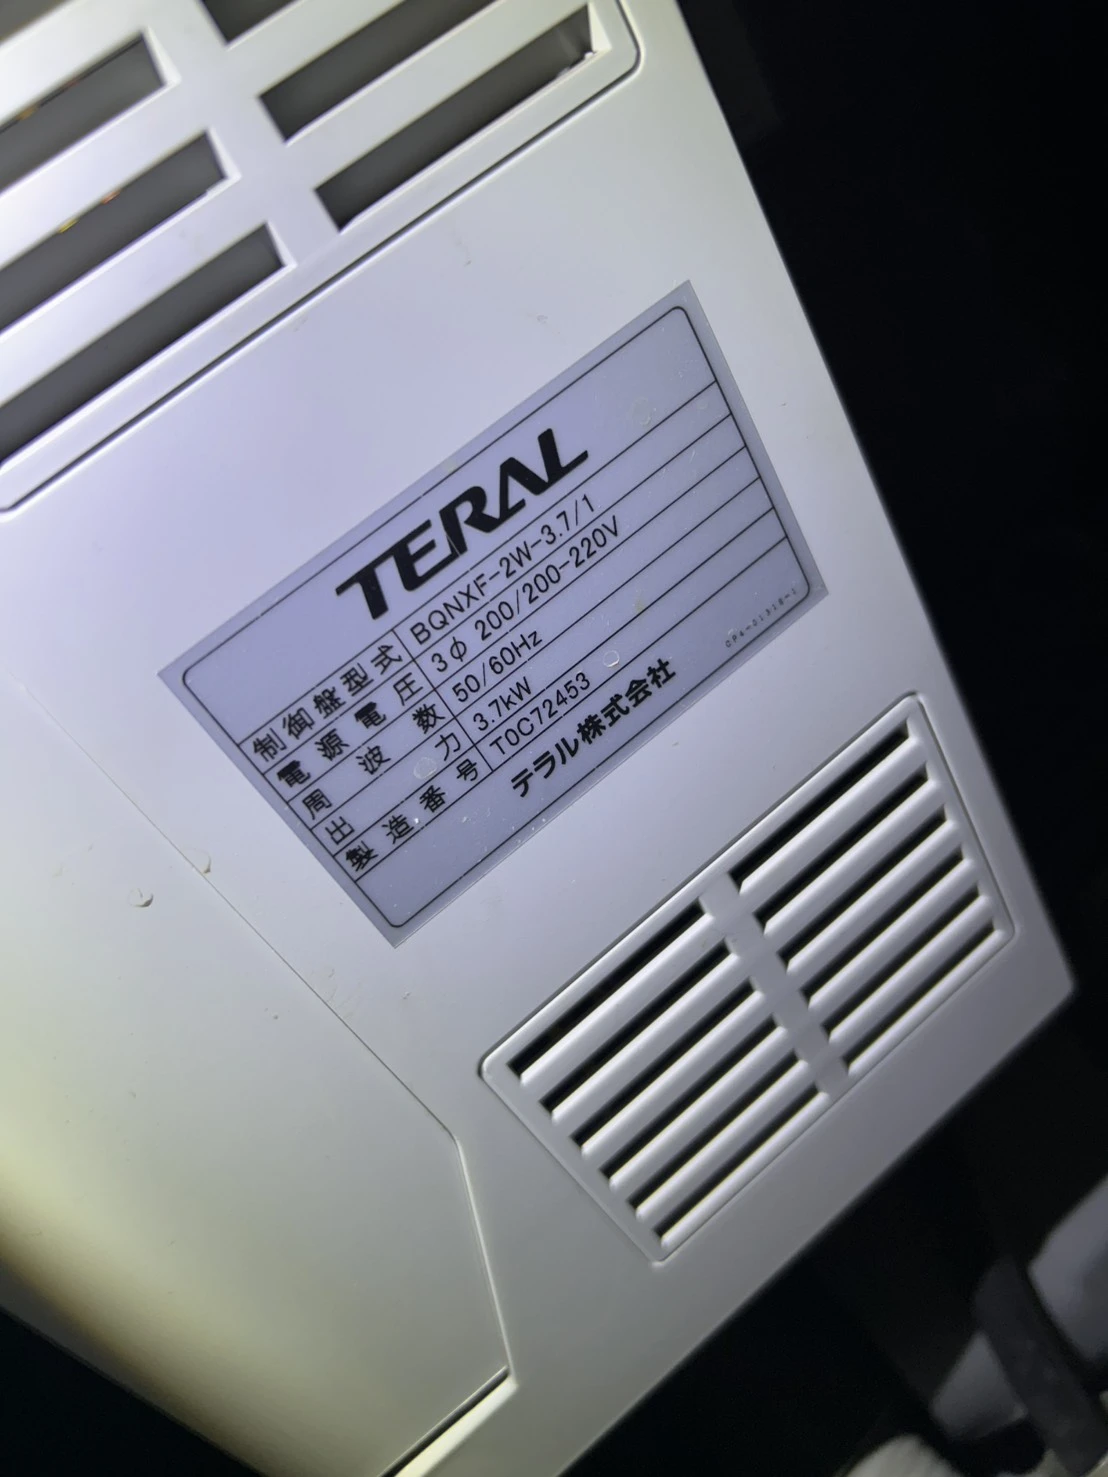 TERAL
制御盤型式 BQNXF-2W-3.7/1
電源電圧 3φ 200/200-220V
周波数 50/60Hz
出力 3.7kW
製造番号 T0C72453
テラル株式会社